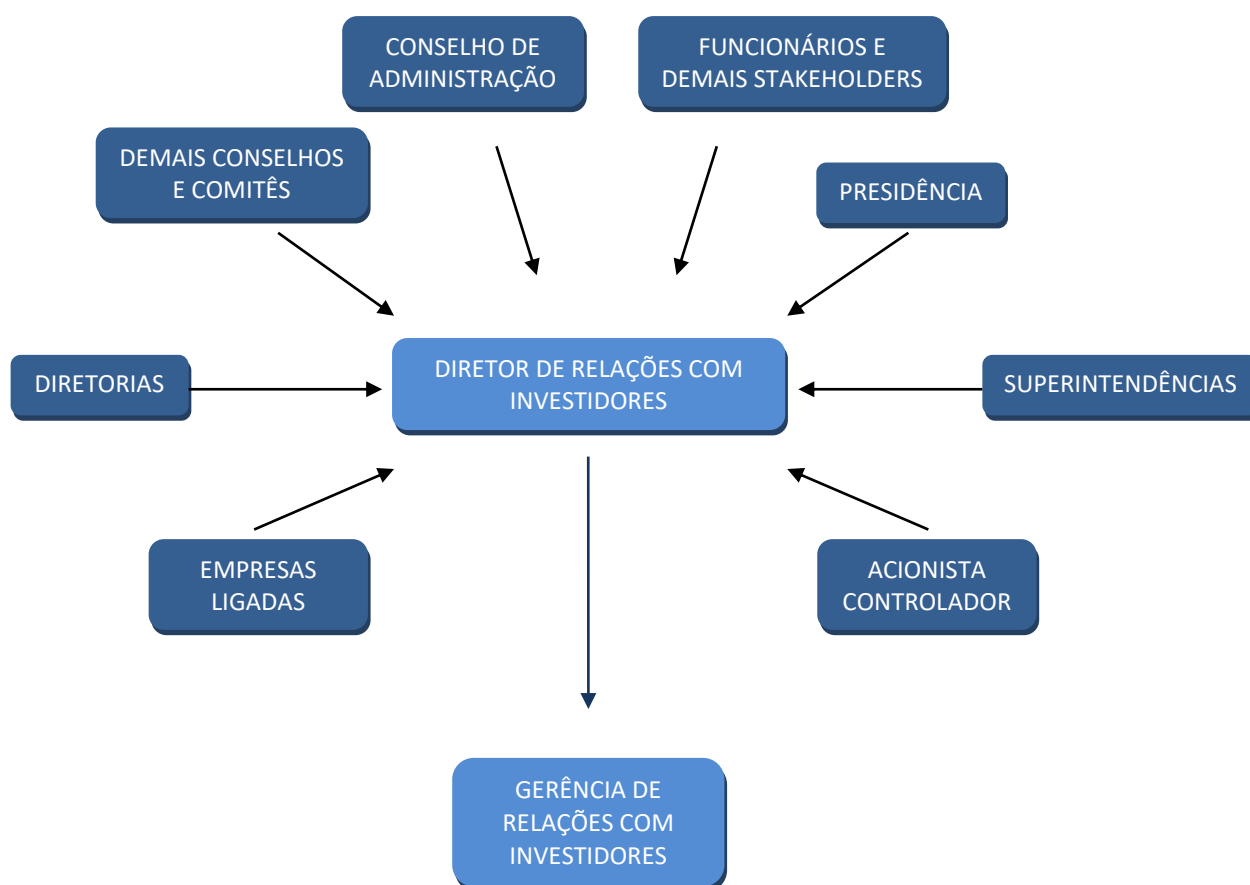 CONSELHO DE
ADMINISTRAÇÃO
FUNCIONÁRIOS E
DEMAIS STAKEHOLDERS
DEMAIS CONSELHOS
E COMITÊS
PRESIDÊNCIA
DIRETORIAS
DIRETOR DE RELAÇÕES COM
INVESTIDORES
SUPERINTENDÊNCIAS
EMPRESAS
LIGADAS
ACIONISTA
CONTROLADOR
GERÊNCIA DE
RELAÇÕES COM
INVESTIDORES